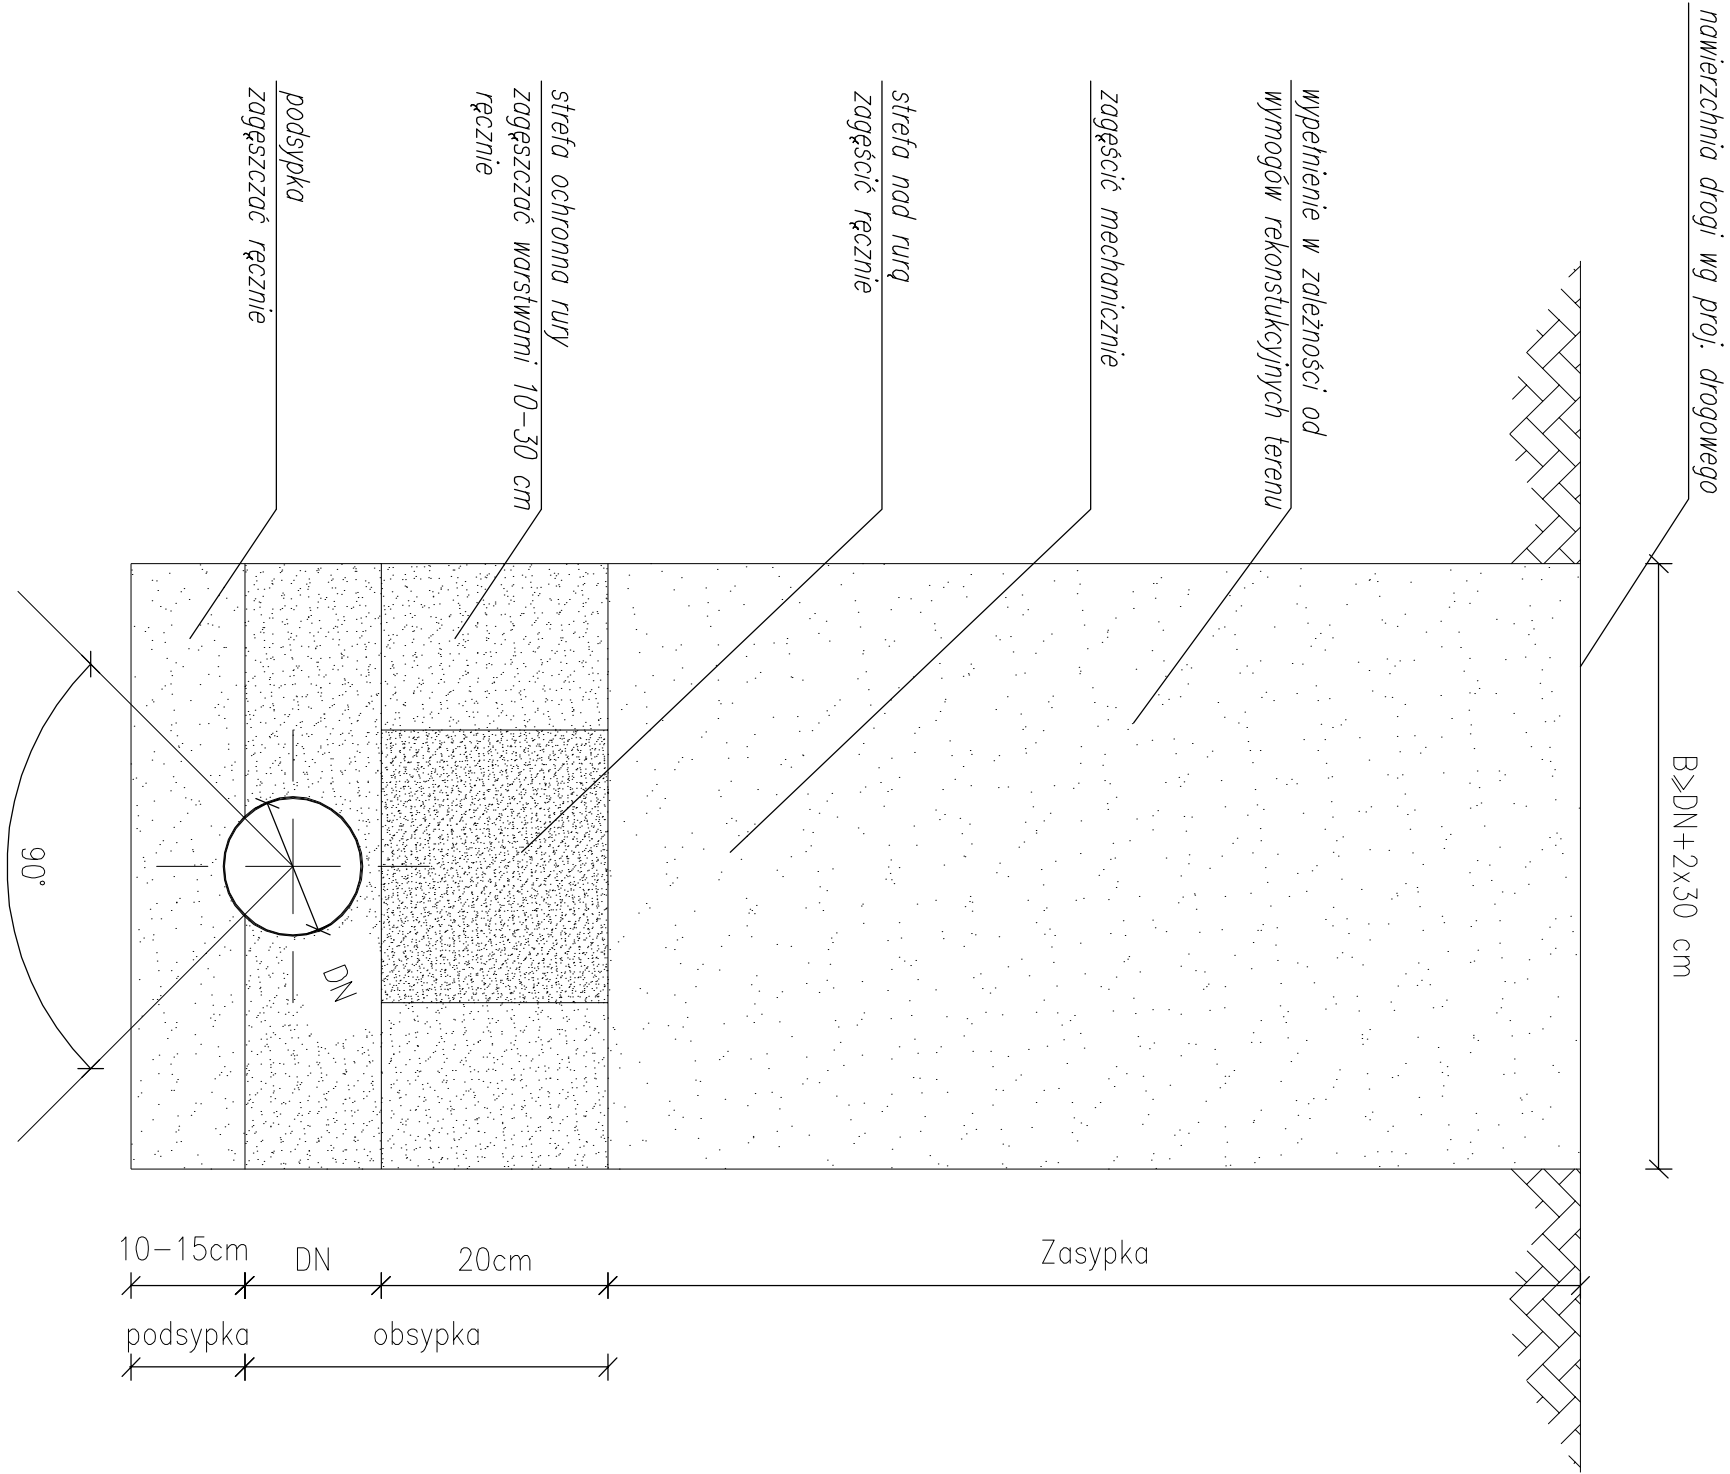 nawierzchnia drogi wg proj. drogowego
wypełnienie w zależności od
wymogów rekonstukcyjnych terenu
zagęścić mechanicznie
strefa nad rurą
zagęścić ręcznie
strefa ochronna rury
zagęszczać warstwami 10-30 cm
ręcznie
podsypka
zagęszczać ręcznie
B≥DN+2x30 cm
DN
90°
Zasypka
20cm
DN
10-15cm
obsypka
podsypka